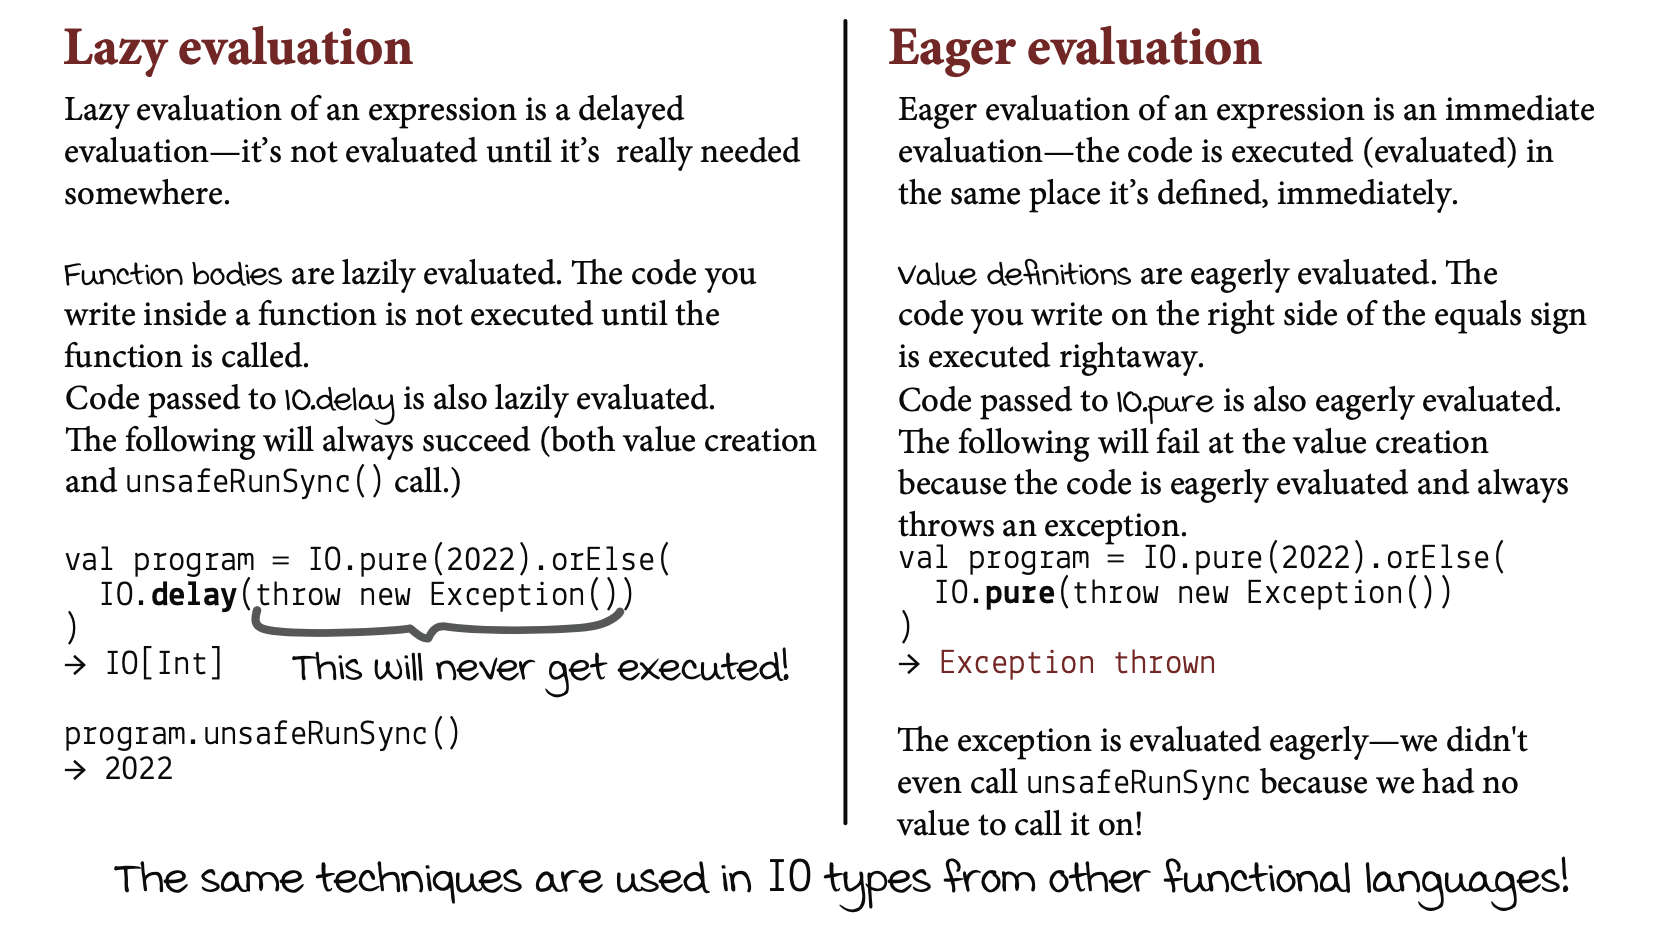 Lazy evaluation
Lazy evaluation of an expression is a delayed
evaluation—it’s not evaluated until it’s  really needed
somewhere.
Function bodies are lazily evaluated. The code you
write inside a function is not executed until the
function is called.
Code passed to IO.delay is also lazily evaluated.
The following will always succeed (both value creation
and unsafeRunSync() call.)
val program = IO.pure(2022).orElse(
  IO.delay(throw new Exception())
)
→ IO[Int]
This will never get executed!
program.unsafeRunSync()
→ 2022
Eager evaluation
Eager evaluation of an expression is an immediate
evaluation—the code is executed (evaluated) in
the same place it’s defined, immediately.
Value definitions are eagerly evaluated. The
code you write on the right side of the equals sign
is executed rightaway.
Code passed to IO.pure is also eagerly evaluated.
The following will fail at the value creation
because the code is eagerly evaluated and always
throws an exception.
val program = IO.pure(2022).orElse(
  IO.pure(throw new Exception())
)
→ Exception thrown
The exception is evaluated eagerly—we didn't
even call unsafeRunSync because we had no
value to call it on!
The same techniques are used in IO types from other functional languages!